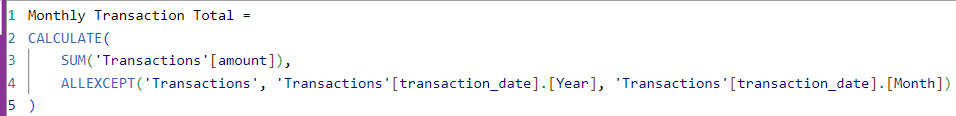 1 Monthly Transaction Total =
2 CALCULATE(
3     SUM('Transactions'[amount]),
4     ALLEXCEPT('Transactions', 'Transactions'[transaction_date].[Year], 'Transactions'[transaction_date].[Month])
5 )